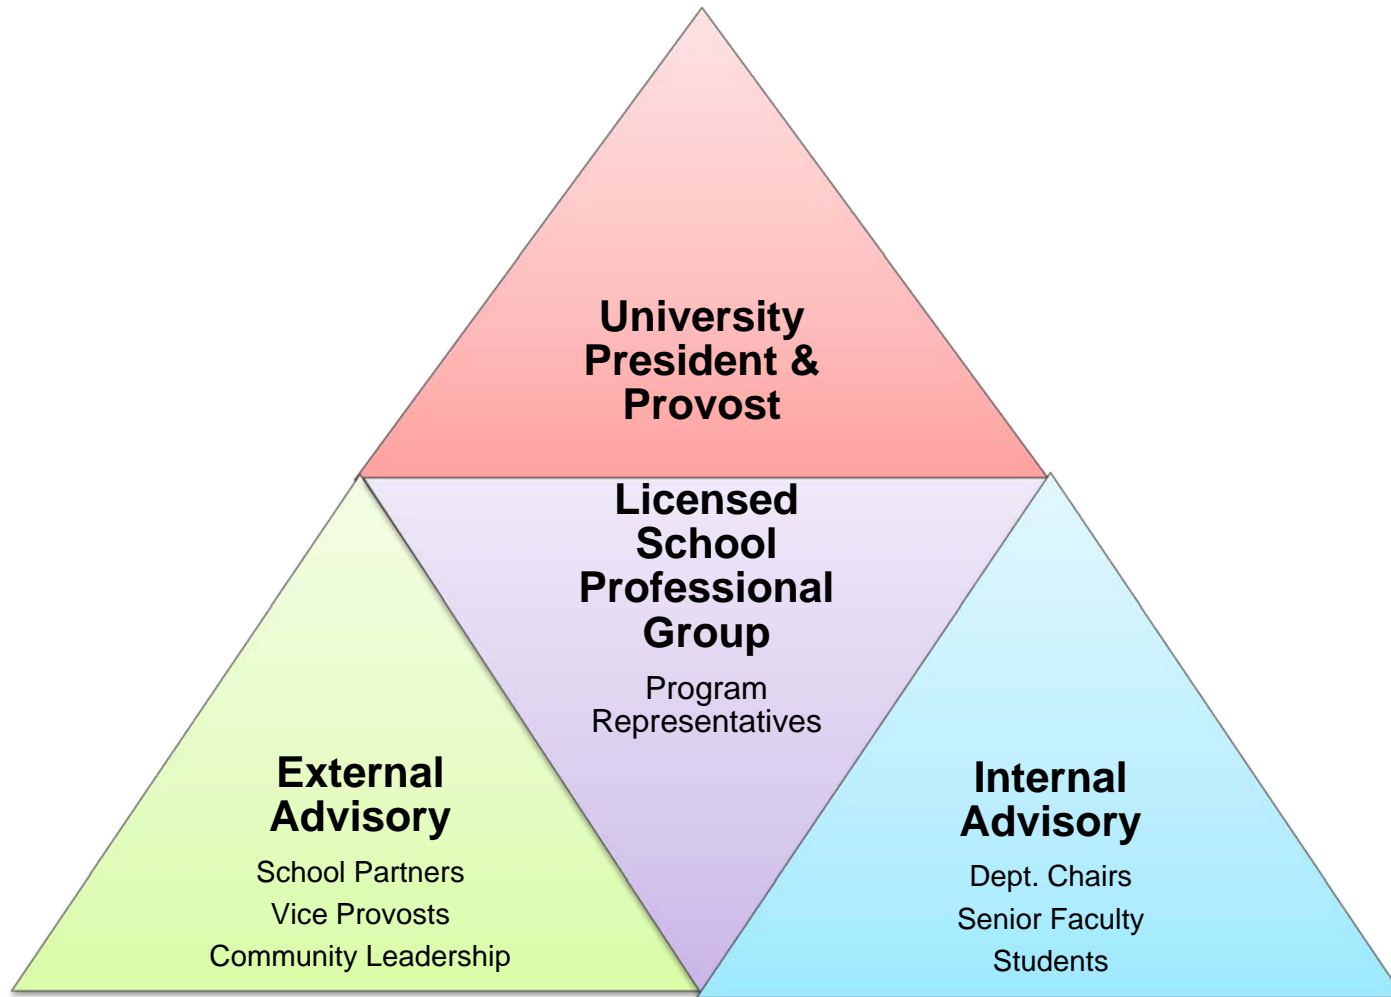 University
President &
Provost
Licensed
School
Professional
Group
Program
Representatives
External
Advisory
School Partners
Vice Provosts
Community Leadership
Internal
Advisory
Dept. Chairs
Senior Faculty
Students